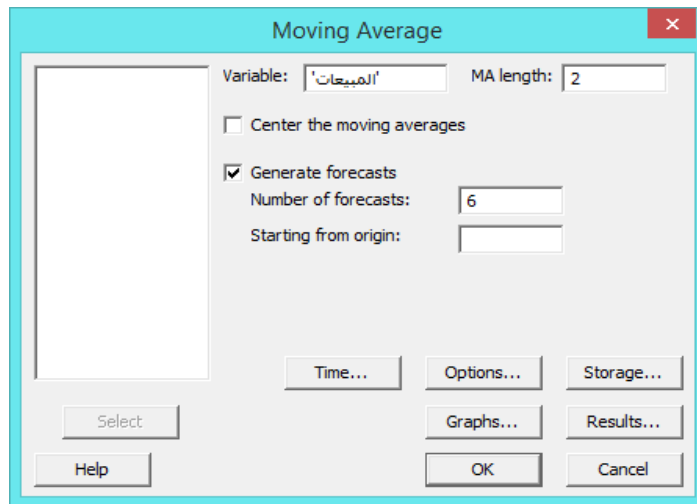 Moving Average
Variable: 'المبيعات' MA length: 2
Center the moving averages
Generate forecasts
Number of forecasts: 6
Starting from origin:
Time... Options... Storage...
Select Graphs... Results...
Help OK Cancel